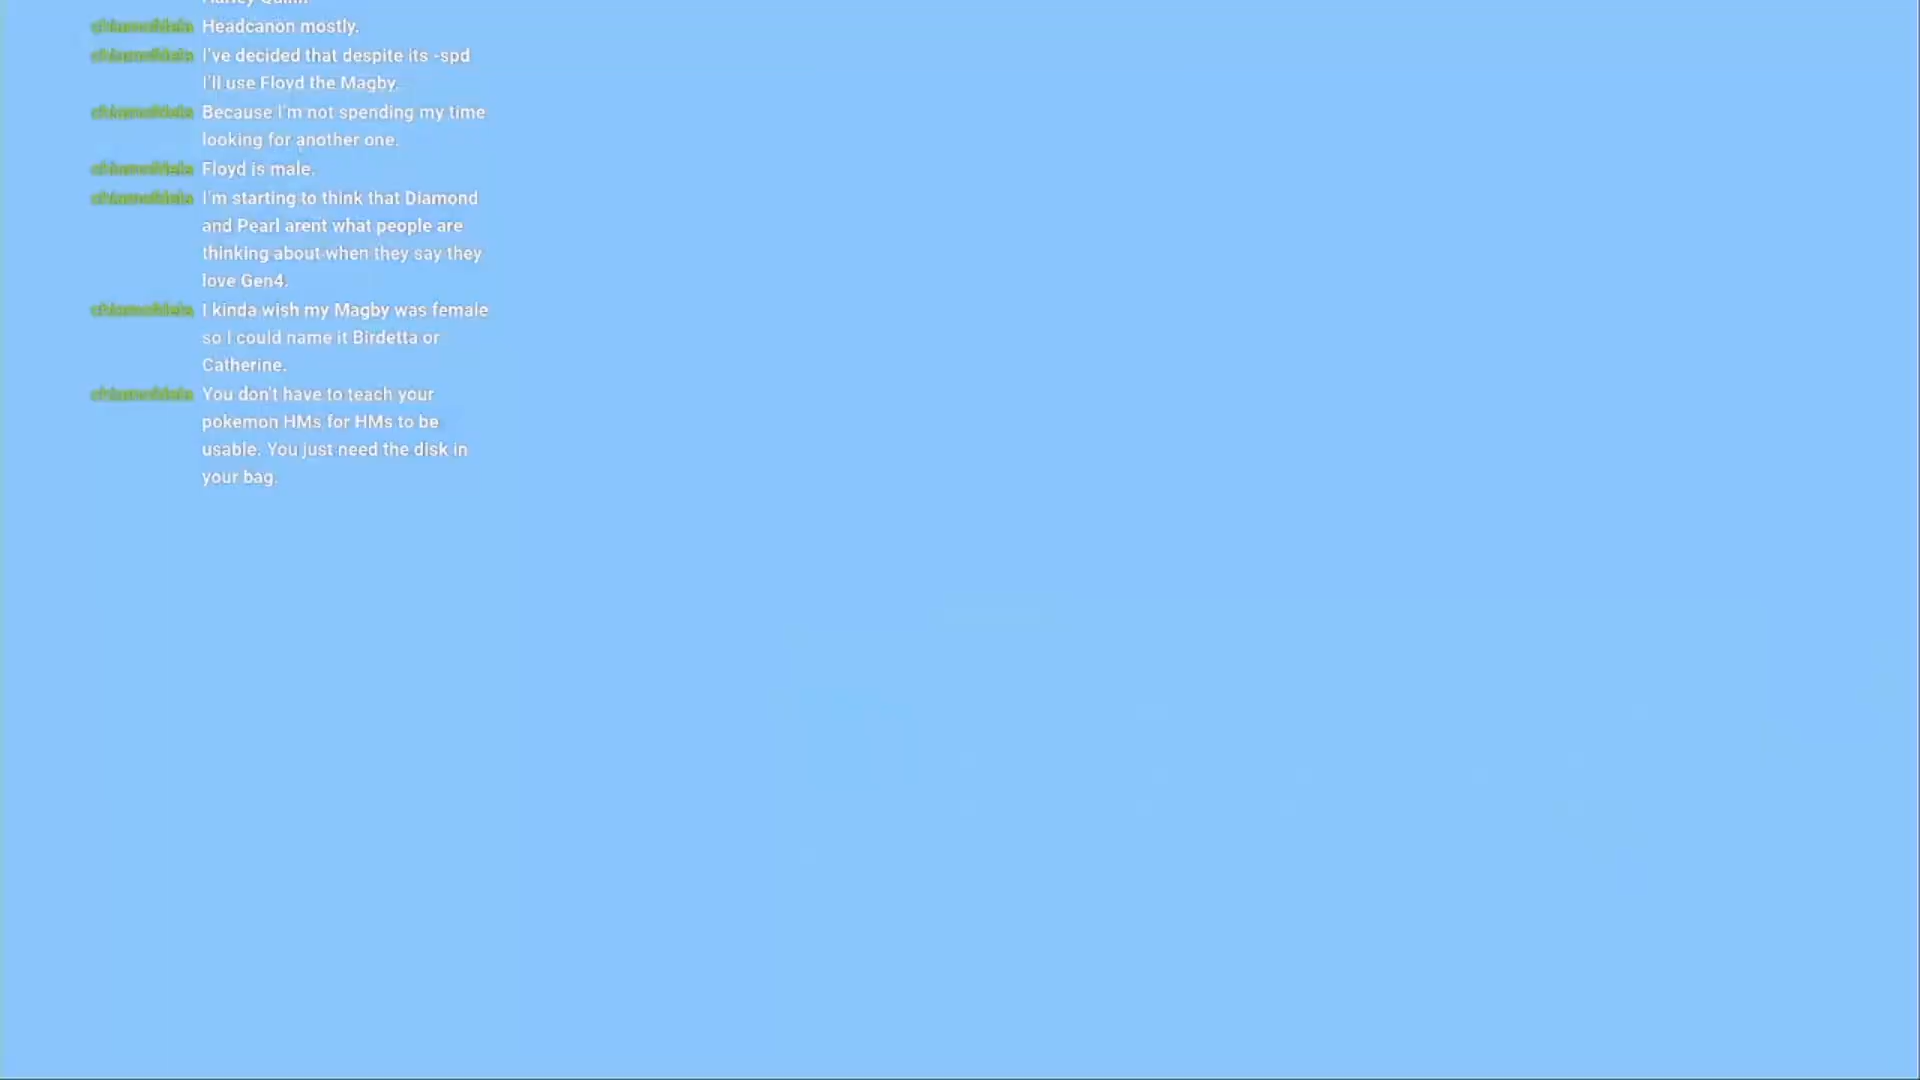 Harley Quinn.
Headcanon mostly.
I've decided that despite its -spd
I'll use Floyd the Magby.
Because I'm not spending my time
looking for another one.
Floyd is male.
I'm starting to think that Diamond
and Pearl arent what people are
thinking about when they say they
love Gen4.
I kinda wish my Magby was female
so I could name it Birdetta or
Catherine.
You don't have to teach your
pokemon HMs for HMs to be
usable. You just need the disk in
your bag.